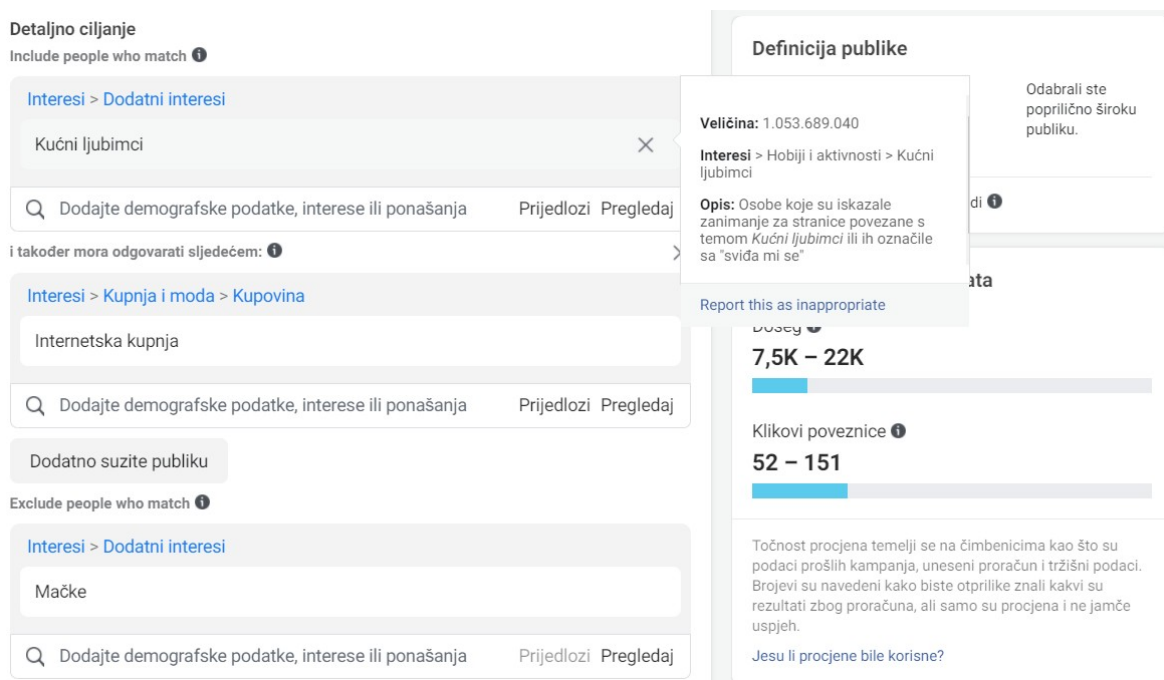 Detaljno ciljanje
Include people who match
Interesi > Dodatni interesi
Kućni ljubimci
Dodajte demografske podatke, interese ili ponašanja Prijedlozi Pregledaj
i također mora odgovarati sljedećem:
Interesi > Kupnja i moda > Kupovina
Internetska kupnja
Dodajte demografske podatke, interese ili ponašanja Prijedlozi Pregledaj
Dodatno suzite publiku
Exclude people who match
Interesi > Dodatni interesi
Mačke
Dodajte demografske podatke, interese ili ponašanja Prijedlozi Pregledaj
Veličina: 1.053.689.040
Interesi > Hobiji i aktivnosti > Kućni
ljubimci
Opis: Osobe koje su iskazale
zanimanje za stranice povezane s
temom Kućni ljubimci ili ih označile
sa "sviđa mi se"
Report this as inappropriate
Definicija publike
Odabrali ste
poprilično široku
publiku.
di
ata
Doseg
7,5K – 22K
Klikovi poveznice
52 – 151
Točnost procjena temelji se na čimbenicima kao što su
podaci prošlih kampanja, uneseni proračun i tržišni podaci.
Brojevi su navedeni kako biste otprilike znali kakvi su
rezultati zbog proračuna, ali samo su procjena i ne jamče
uspjeh.
Jesu li procjene bile korisne?